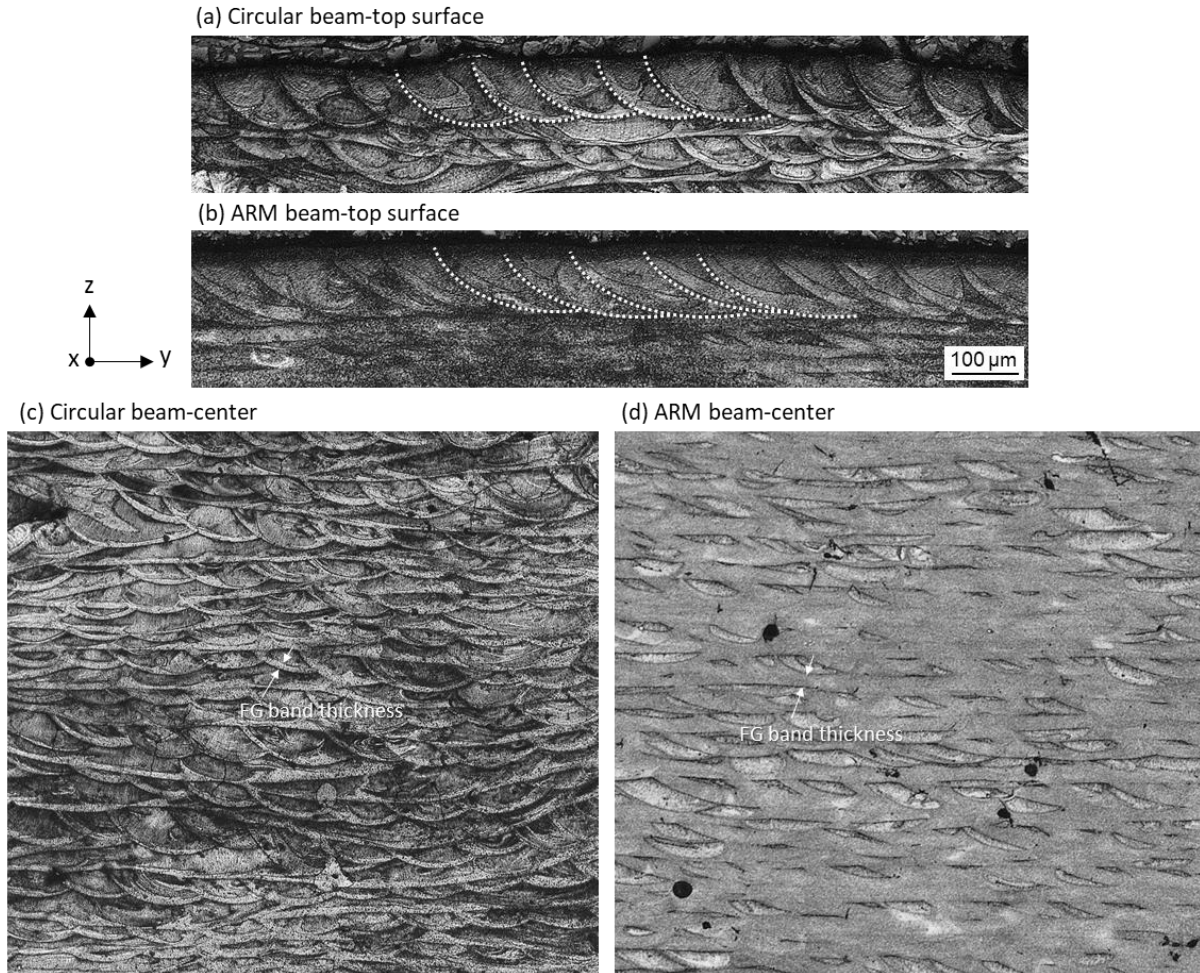 (a) Circular beam-top surface
(b) ARM beam-top surface
z
x
y
100 μm
(c) Circular beam-center
(d) ARM beam-center
FG band thickness
FG band thickness